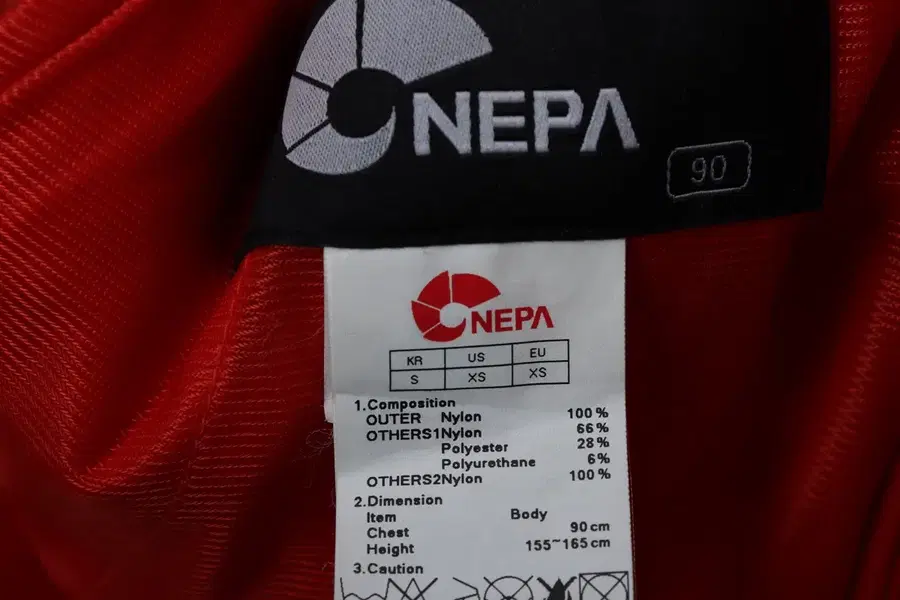 NEPA
90
NEPA
KR US EU
S XS XS
1.Composition
OUTER Nylon 100%
OTHERS1Nylon 66%
Polyester 28%
Polyurethane 6%
OTHERS2Nylon 100%
2.Dimension
Item Body
Chest 90cm
Height 155~165cm
3.Caution